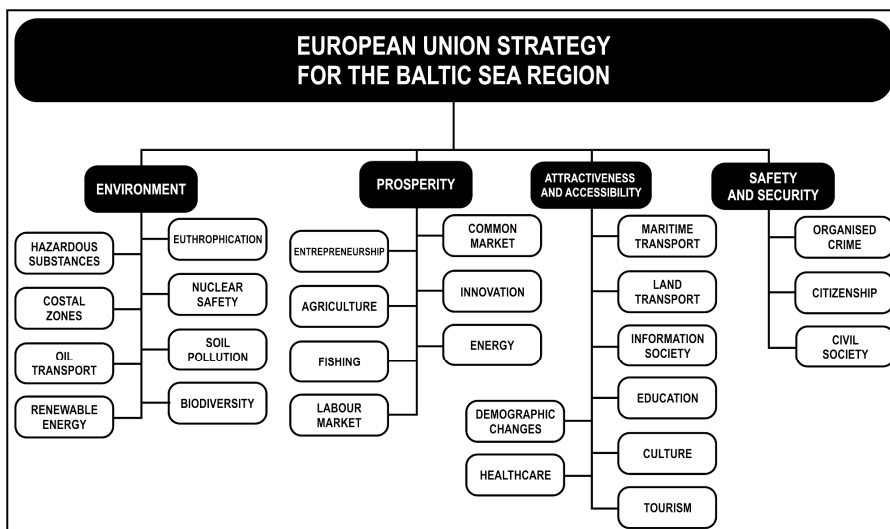 EUROPEAN UNION STRATEGY
FOR THE BALTIC SEA REGION
ENVIRONMENT
HAZARDOUS
SUBSTANCES
COSTAL
ZONES
OIL
TRANSPORT
RENEWABLE
ENERGY
EUTHROPHICATION
NUCLEAR
SAFETY
SOIL
POLLUTION
BIODIVERSITY
PROSPERITY
ENTREPRENEURSHIP
AGRICULTURE
FISHING
LABOUR
MARKET
COMMON
MARKET
INNOVATION
ENERGY
ATTRACTIVENESS
AND ACCESSIBILITY
DEMOGRAPHIC
CHANGES
HEALTHCARE
MARITIME
TRANSPORT
LAND
TRANSPORT
INFORMATION
SOCIETY
EDUCATION
CULTURE
TOURISM
SAFETY
AND SECURITY
ORGANISED
CRIME
CITIZENSHIP
CIVIL
SOCIETY